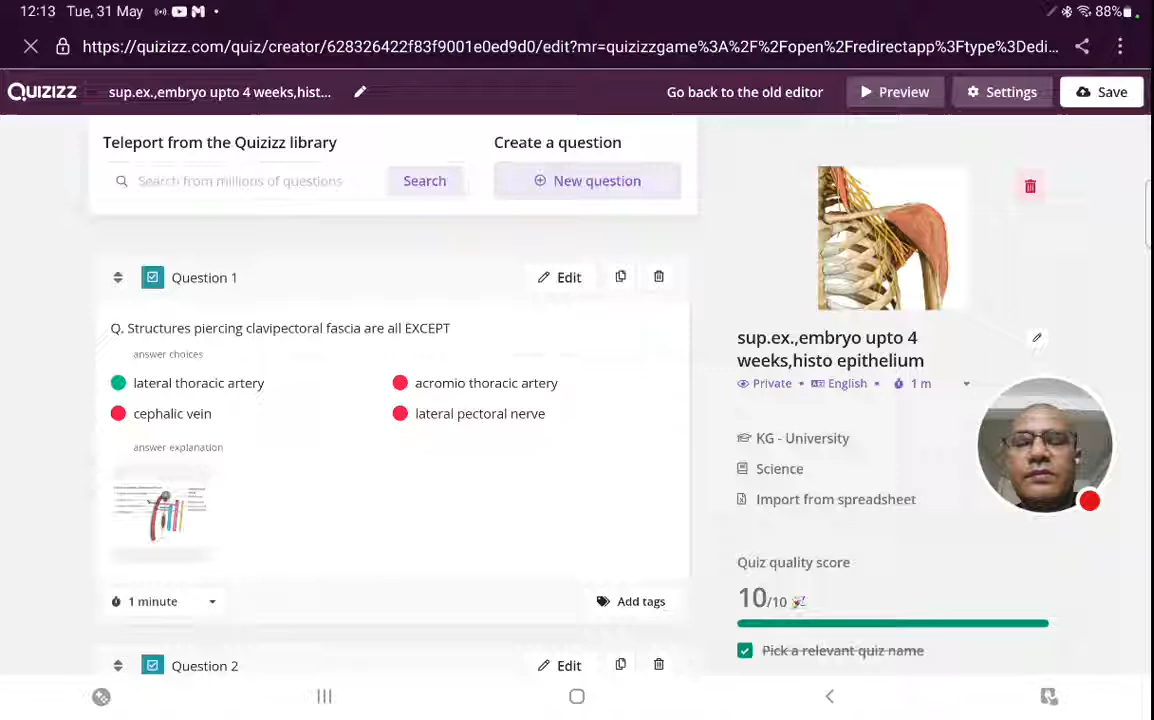 12:13 Tue, 31 May 88%
https://quizizz.com/quiz/creator/628326422f83f9001e0ed9d0/edit?mr=quizizzgame%3A%2F%2Fopen%2Fredirectapp%3Ftype%3Dedi...
QUIZIZZ sup.ex.,embryo upto 4 weeks,hist... Go back to the old editor Preview Settings Save
Teleport from the Quizizz library
Search from millions of questions Search
Create a question
New question
Question 1 Edit
Q. Structures piercing clavipectoral fascia are all EXCEPT
answer choices
lateral thoracic artery acromio thoracic artery
cephalic vein lateral pectoral nerve
answer explanation
1 minute Add tags
Question 2 Edit
sup.ex.,embryo upto 4
weeks,histo epithelium
Private • English • 1 m
KG - University
Science
Import from spreadsheet
Quiz quality score
10/10
Pick a relevant quiz name